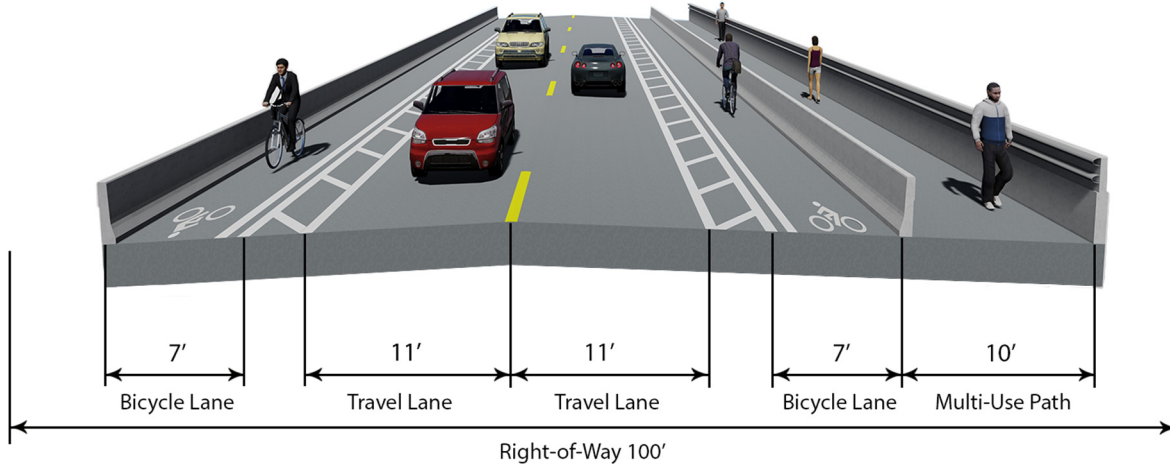 7’ 11’ 11’ 7’ 10’
Bicycle Lane Travel Lane Travel Lane Bicycle Lane Multi-Use Path
Right-of-Way 100’